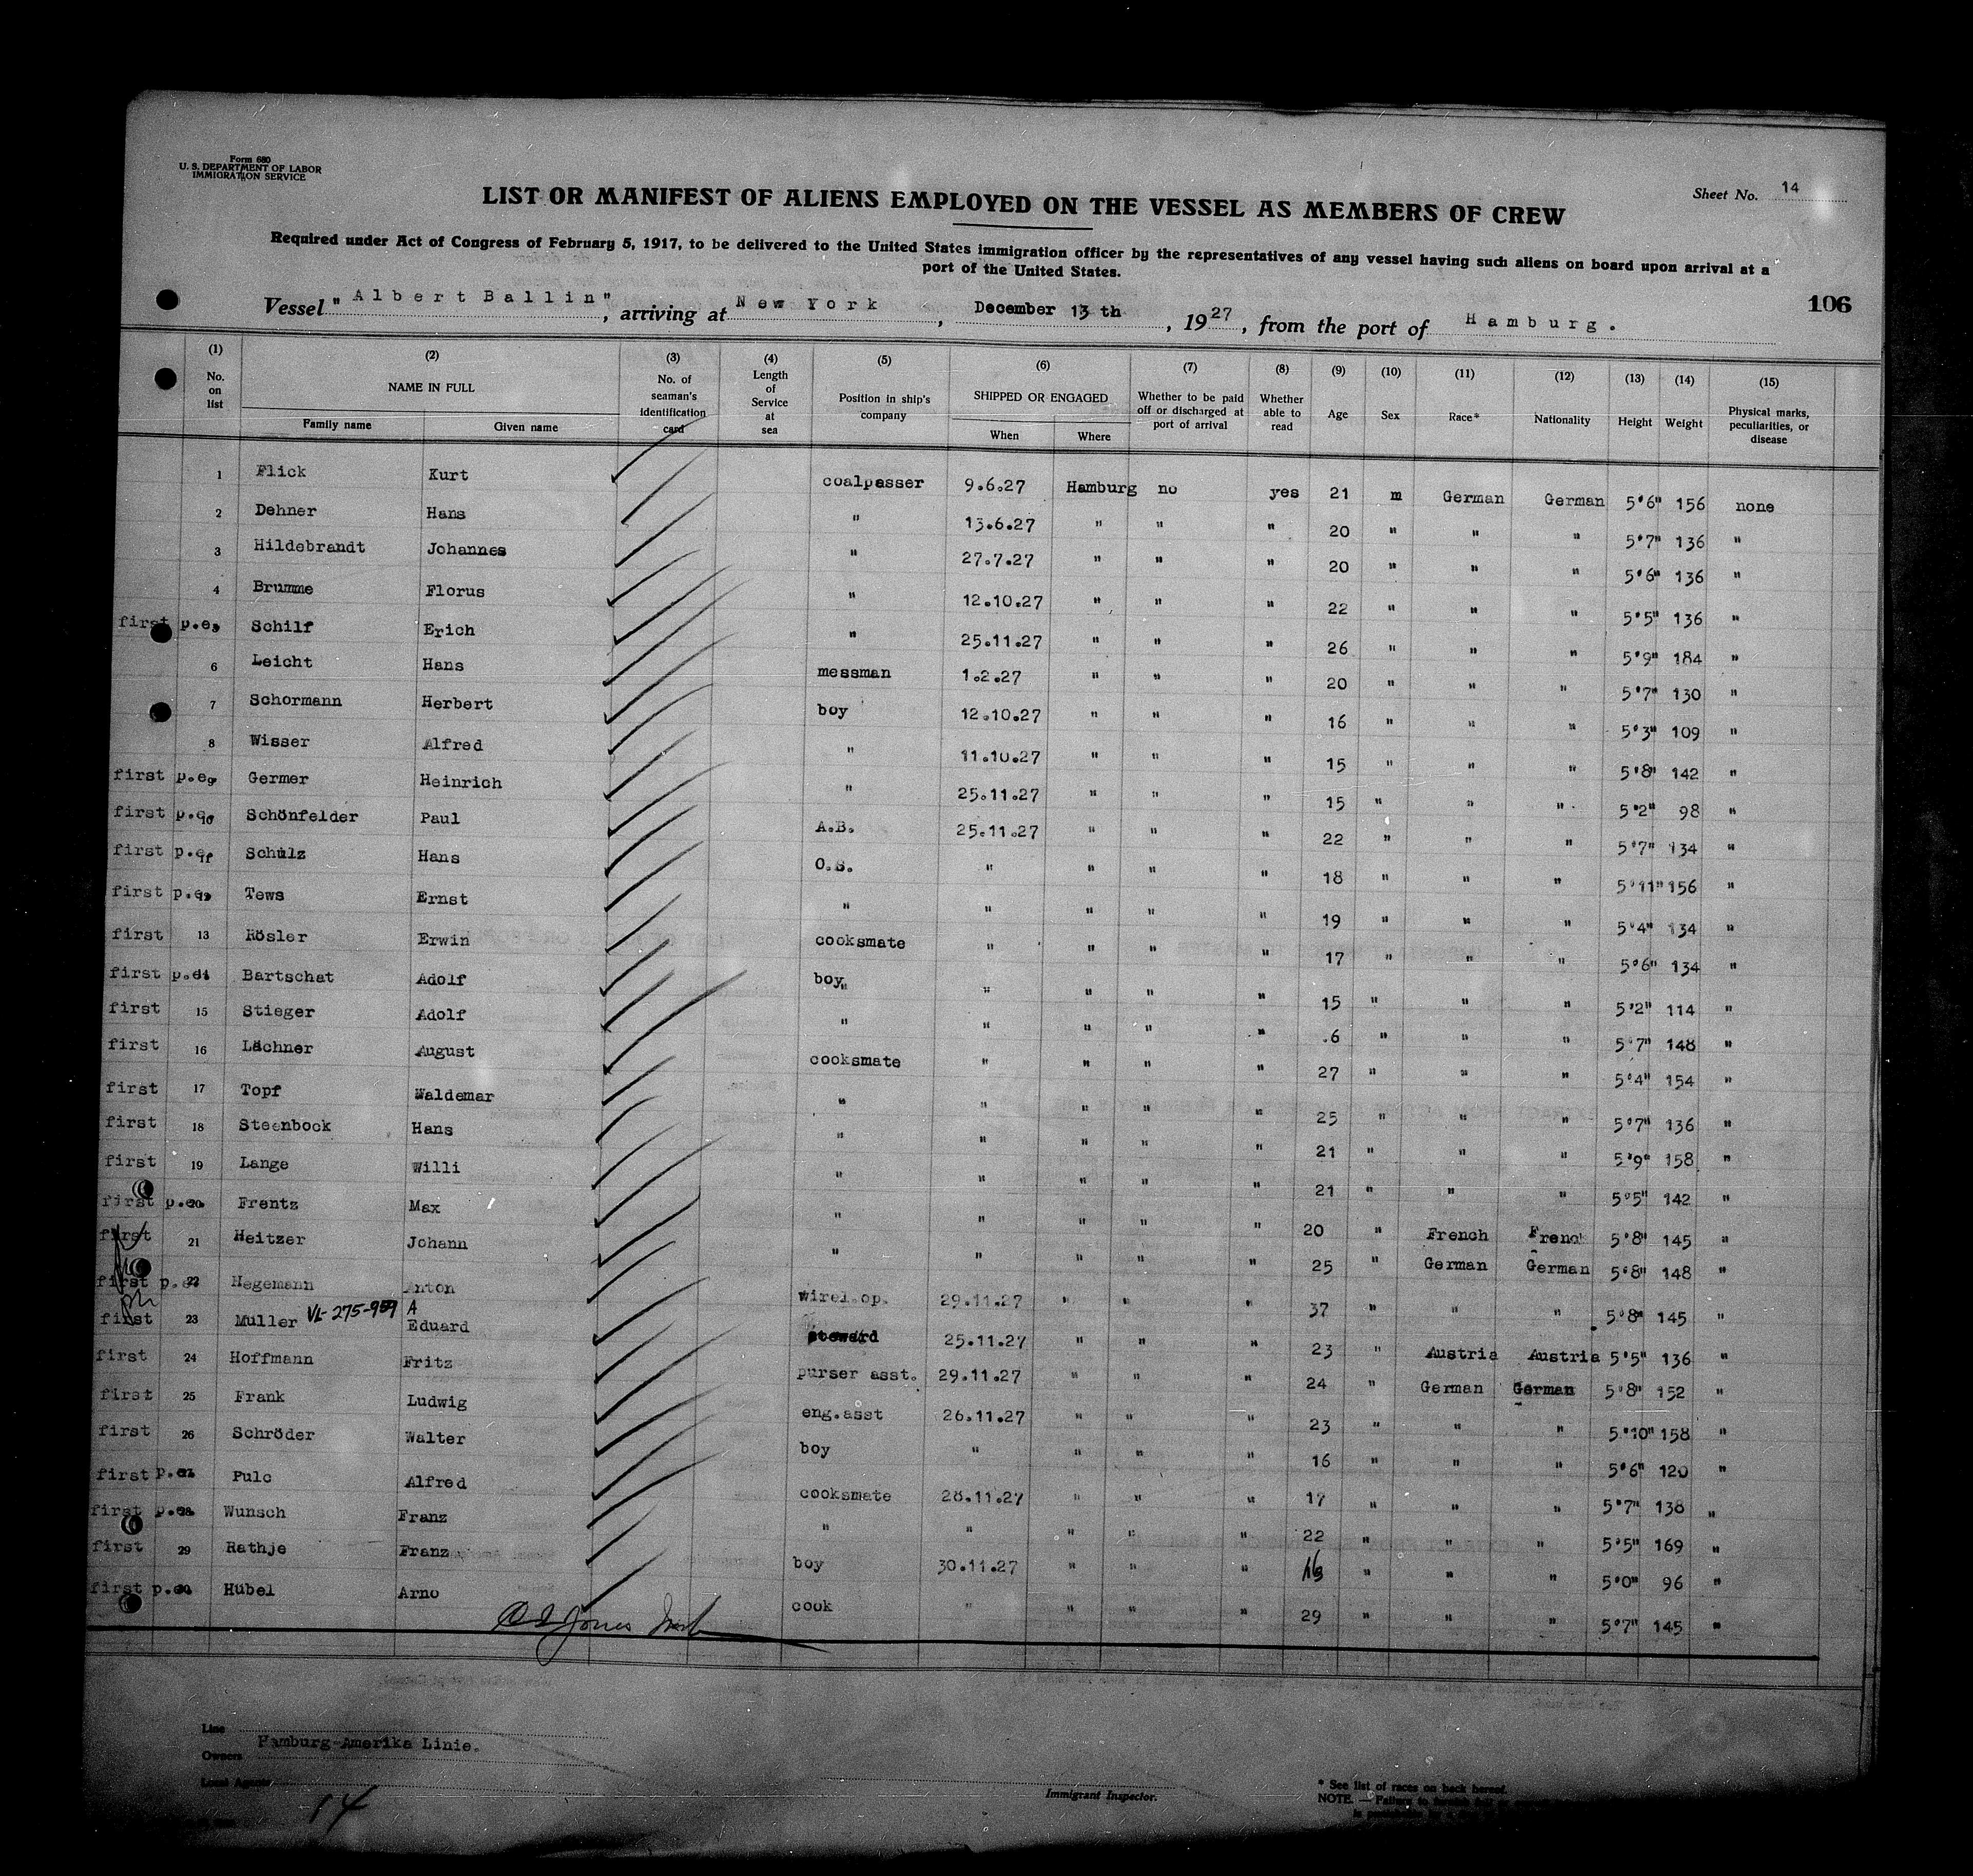 Form 680
U. S. DEPARTMENT OF LABOR
IMMIGRATION SERVICE
Sheet No. 14
LIST OR MANIFEST OF ALIENS EMPLOYED ON THE VESSEL AS MEMBERS OF CREW
Required under Act of Congress of February 5, 1917, to be delivered to the United States immigration officer by the representatives of any vessel having such aliens on board upon arrival at a
port of the United States.
Vessel "Albert Ballin", arriving at New York, December 13 th, 1927, from the port of Hamburg.
106
(1) No. on list (2) NAME IN FULL Family name Given name (3) No. of seaman's identification card (4) Length of Service at sea (5) Position in ship's company (6) SHIPPED OR ENGAGED When Where (7) Whether to be paid off or discharged at port of arrival (8) Whether able to read (9) Age (10) Sex (11) Race* (12) Nationality (13) Height (14) Weight (15) Physical marks, peculiarities, or disease
1 Flick Kurt coalpasser 9.6.27 Hamburg no yes 21 m German German 5'6" 156 none
2 Dehner Hans " 13.6.27 " " " 20 " " " 5'7" 136 "
3 Hildebrandt Johannes " 27.7.27 " " " 20 " " " 5'6" 136 "
4 Brumme Florus " 12.10.27 " " " 22 " " " 5'5" 136 "
first p.e. Schilf Erich " 25.11.27 " " " 26 " " " 5'9" 184 "
6 Leicht Hans messman 1.2.27 " " " 20 " " " 5'7" 130 "
7 Schormann Herbert boy 12.10.27 " " " 16 " " " 5'3" 109 "
8 Wisser Alfred " 11.10.27 " " " 15 " " " 5'8" 142 "
first p.e. 9 Germer Heinrich " 25.11.27 " " " 15 " " " 5'2" 98 "
first p.e. 10 Schönfelder Paul A.B. 25.11.27 " " " 22 " " " 5'7" 134 "
first p.e. 11 Schulz Hans O.S. " " " " 18 " " " 5'11" 156 "
first p.e. 12 Tews Ernst " " " " " 19 " " " 5'4" 134 "
first 13 Rösler Erwin cooksmate " " " " 17 " " " 5'6" 134 "
first p.e. Bartschat Adolf boy " " " " 15 " " " 5'2" 114 "
first 15 Stieger Adolf " " " " " .6 " " " 5'7" 148 "
first 16 Lächner August cooksmate " " " " 27 " " " 5'4" 154 "
first 17 Topf Waldemar " " " " " 25 " " " 5'7" 136 "
first 18 Steenbock Hans " " " " " 21 " " " 5'9" 158 "
first 19 Lange Willi " " " " " 21 " " " 5'5" 142 "
first p.e. 20 Frentz Max " " " " " 20 " French French 5'8" 145 "
first 21 Heitzer Johann " " " " " 25 " German German 5'8" 148 "
first p.e. 22 Hegemann Anton wirel.op. 29.11.27 " " " 37 " " " 5'8" 145 "
first 23 Muller VL-275-959 A Eduard steward 25.11.27 " " " 23 " Austria Austria 5'5" 136 "
first 24 Hoffmann Fritz purser asst. 29.11.27 " " " 24 " German German 5'8" 152 "
first 25 Frank Ludwig eng.asst 26.11.27 " " " 23 " " " 5'10" 158 "
first 26 Schröder Walter boy " " " " 16 " " " 5'6" 120 "
first p.e. Pulc Alfred cooksmate 28.11.27 " " " 17 " " " 5'7" 138 "
first p.e. 28 Wunsch Franz " " " " " 22 " " " 5'5" 169 "
first 29 Rathje Franz boy 30.11.27 " " " 16 " " " 5'0" 96 "
first p.e. 30 Hubel Arno cook " " " " 29 " " " 5'7" 145 "
Line
Hamburg-Amerika Linie.
Owners
Local Agents
Immigrant Inspector.
* See list of races on back hereof.
14